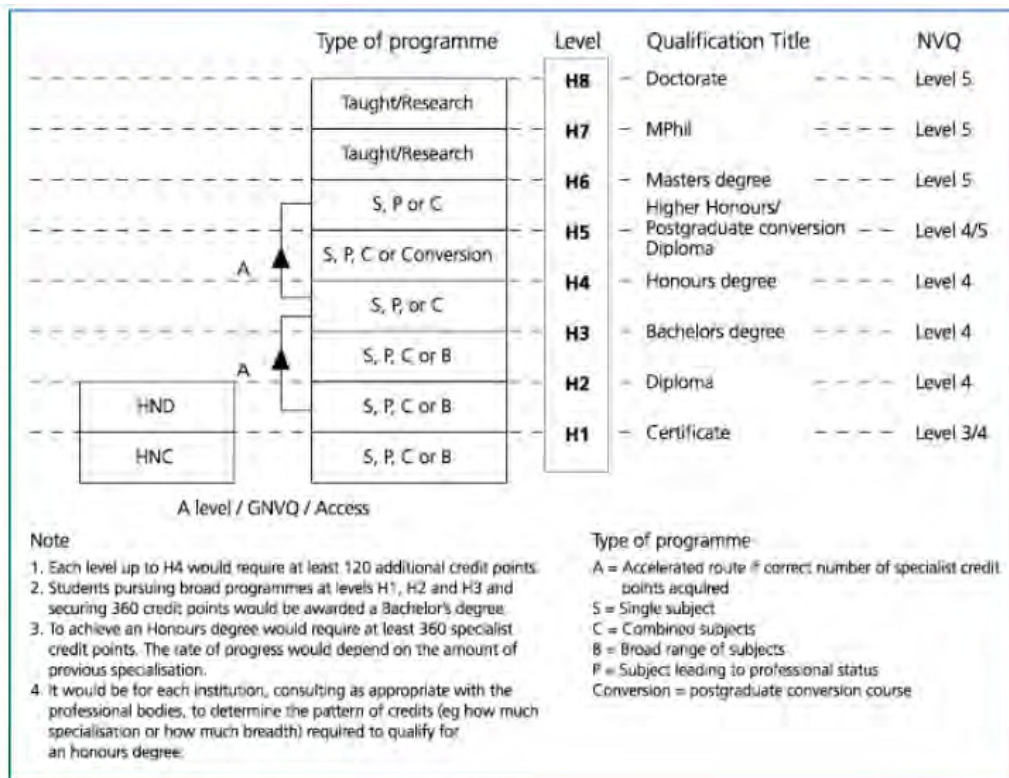 Type of programme Level Qualification Title NVQ
H8 Doctorate Level 5
Taught/Research
H7 MPhil Level 5
Taught/Research
H6 Masters degree Level 5
S, P or C
Higher Honours/
H5 Postgraduate conversion Level 4/5
Diploma
A S, P, C or Conversion
H4 Honours degree Level 4
S, P, or C
H3 Bachelors degree Level 4
S, P, C or B
A
H2 Diploma Level 4
HND S, P, C or B
H1 Certificate Level 3/4
HNC S, P, C or B
A level / GNVQ / Access
Note
1. Each level up to H4 would require at least 120 additional credit points.
2. Students pursuing broad programmes at levels H1, H2 and H3 and
securing 360 credit points would be awarded a Bachelor's degree
3. To achieve an Honours degree would require at least 360 specialist
credit points. The rate of progress would depend on the amount of
previous specialisation.
4 It would be for each institution, consulting as appropriate with the
professional bodies, to determine the pattern of credits (eg how much
specialisation or how much breadth) required to qualify for
an honours degree.
Type of programme
A = Accelerated route if correct number of specialist credit
points acquired
S = Single subject
C = Combined subjects
B = Broad range of subjects
P = Subject leading to professional status
Conversion = postgraduate conversion course